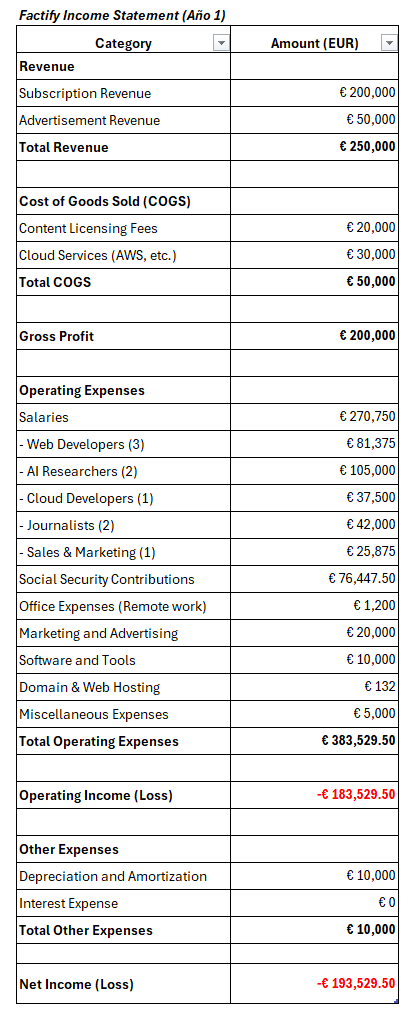 Factify Income Statement (Año 1)
Category Amount (EUR)
Revenue
Subscription Revenue € 200,000
Advertisement Revenue € 50,000
Total Revenue € 250,000
Cost of Goods Sold (COGS)
Content Licensing Fees € 20,000
Cloud Services (AWS, etc.) € 30,000
Total COGS € 50,000
Gross Profit € 200,000
Operating Expenses
Salaries € 270,750
- Web Developers (3) € 81,375
- AI Researchers (2) € 105,000
- Cloud Developers (1) € 37,500
- Journalists (2) € 42,000
- Sales & Marketing (1) € 25,875
Social Security Contributions € 76,447.50
Office Expenses (Remote work) € 1,200
Marketing and Advertising € 20,000
Software and Tools € 10,000
Domain & Web Hosting € 132
Miscellaneous Expenses € 5,000
Total Operating Expenses € 383,529.50
Operating Income (Loss) -€ 183,529.50
Other Expenses
Depreciation and Amortization € 10,000
Interest Expense € 0
Total Other Expenses € 10,000
Net Income (Loss) -€ 193,529.50